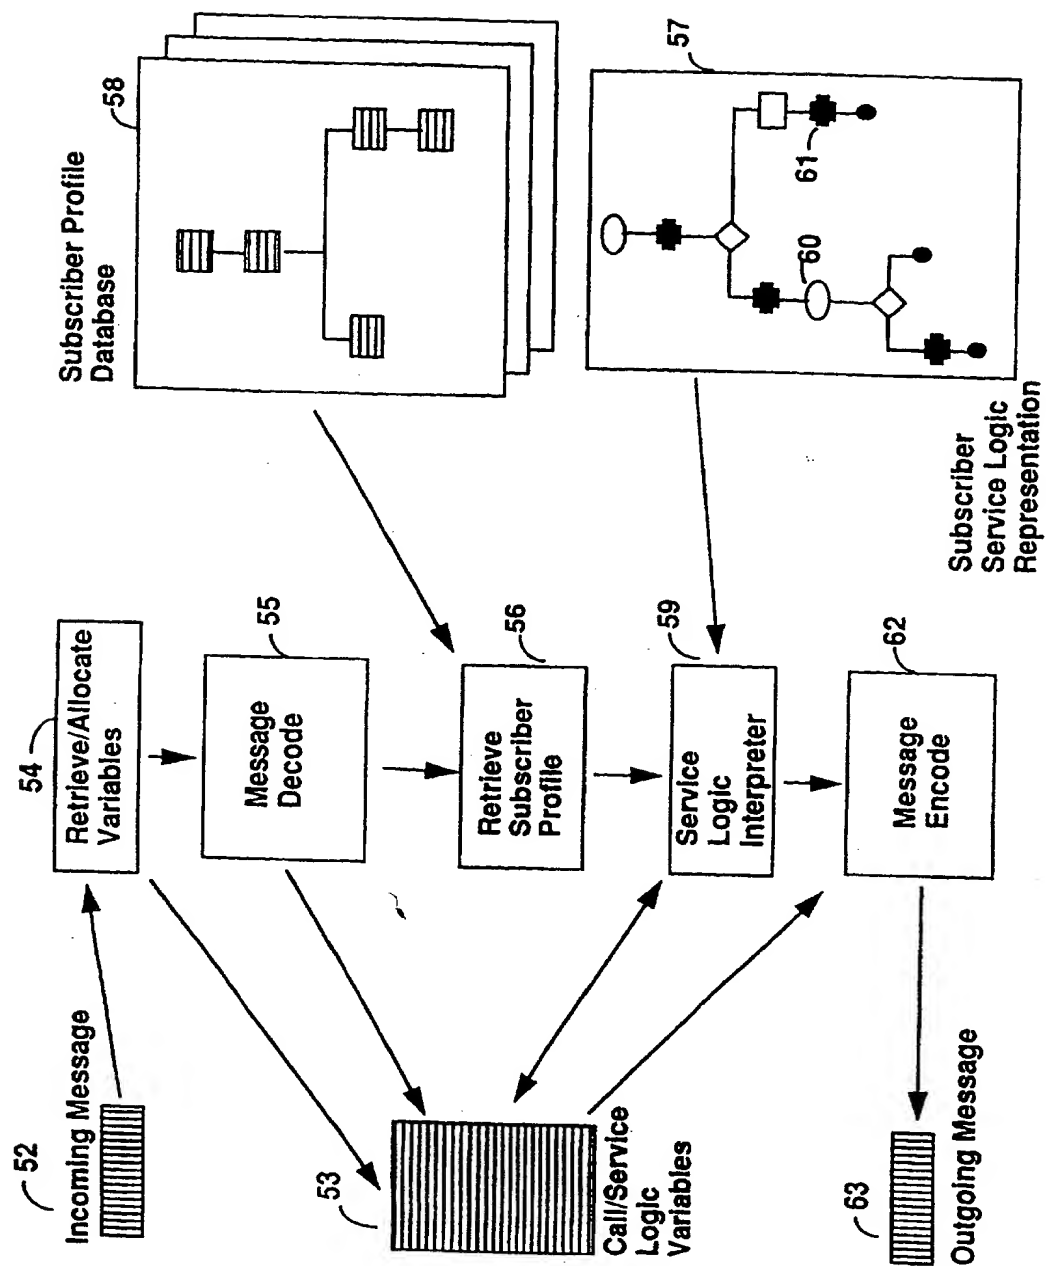 52
Incoming Message
54
Retrieve/Allocate
Variables
58
Subscriber Profile
Database
53
Call/Service
Logic
Variables
55
Message
Decode
56
Retrieve
Subscriber
Profile
59
Service
Logic
Interpreter
57
60
61
Subscriber
Service Logic
Representation
62
Message
Encode
63
Outgoing Message